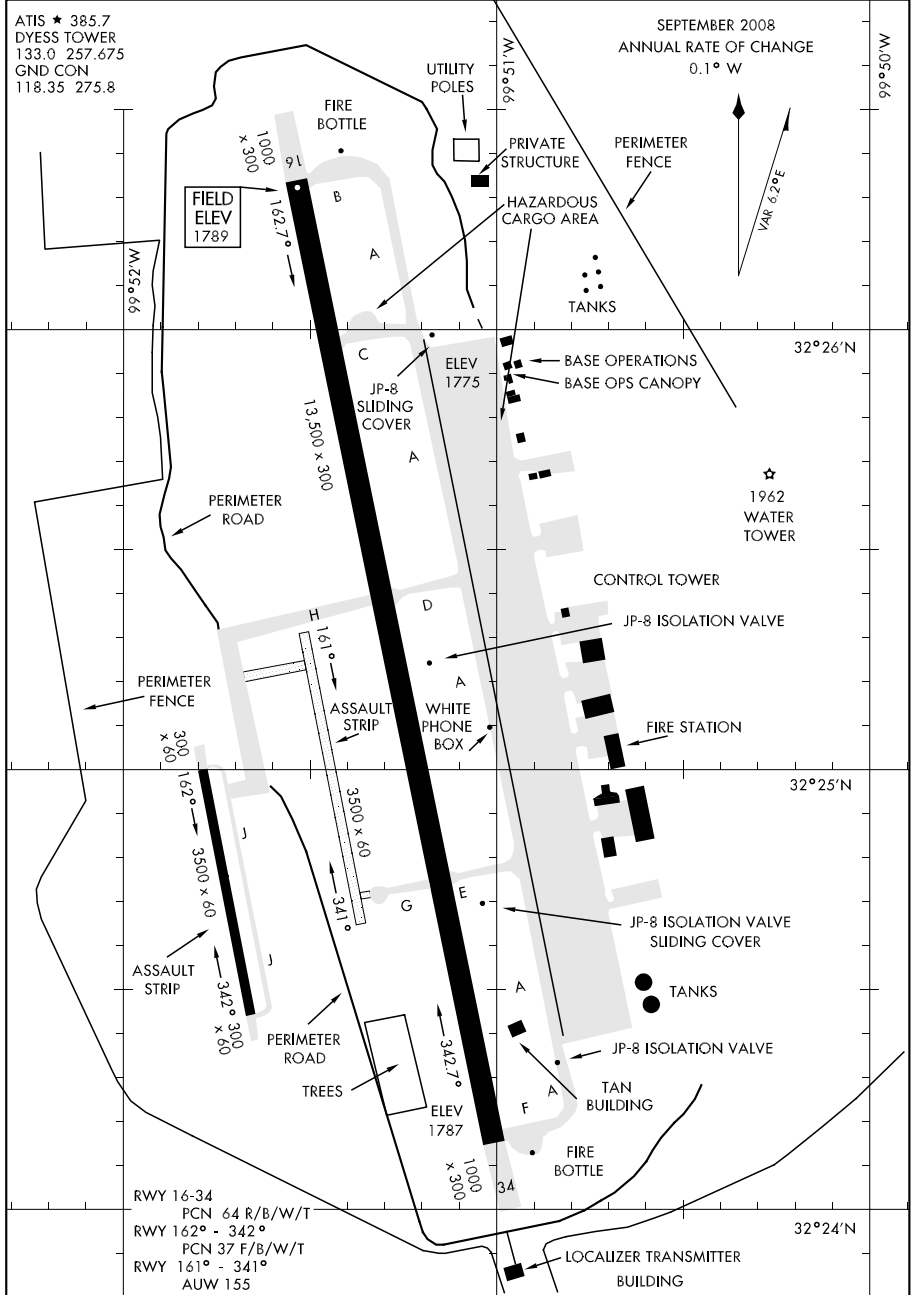 ATIS ★ 385.7
DYESS TOWER
133.0 257.675
GND CON
118.35 275.8
SEPTEMBER 2008
ANNUAL RATE OF CHANGE
0.1° W
99°51'W
99°50'W
VAR 6.2°E
UTILITY
POLES
FIRE
BOTTLE
1000
x 300
16
PRIVATE
STRUCTURE
PERIMETER
FENCE
FIELD
ELEV
1789
162.7°
B
HAZARDOUS
CARGO AREA
A
99°52'W
TANKS
32°26'N
C
JP-8
SLIDING
COVER
ELEV
1775
BASE OPERATIONS
BASE OPS CANOPY
13,500 x 300
A
1962
WATER
TOWER
PERIMETER
ROAD
CONTROL TOWER
H
D
161°
JP-8 ISOLATION VALVE
A
PERIMETER
FENCE
ASSAULT
STRIP
WHITE
PHONE
BOX
FIRE STATION
300
x 60
162°
32°25'N
J
3500 x 60
3500 x 60
341°
G
E
JP-8 ISOLATION VALVE
SLIDING COVER
ASSAULT
STRIP
J
342°
300
x 60
A
TANKS
PERIMETER
ROAD
342.7°
JP-8 ISOLATION VALVE
TREES
A
TAN
BUILDING
F
ELEV
1787
FIRE
BOTTLE
1000
x 300
34
RWY 16-34
PCN 64 R/B/W/T
RWY 162° - 342°
PCN 37 F/B/W/T
RWY 161° - 341°
AUW 155
32°24'N
LOCALIZER TRANSMITTER
BUILDING